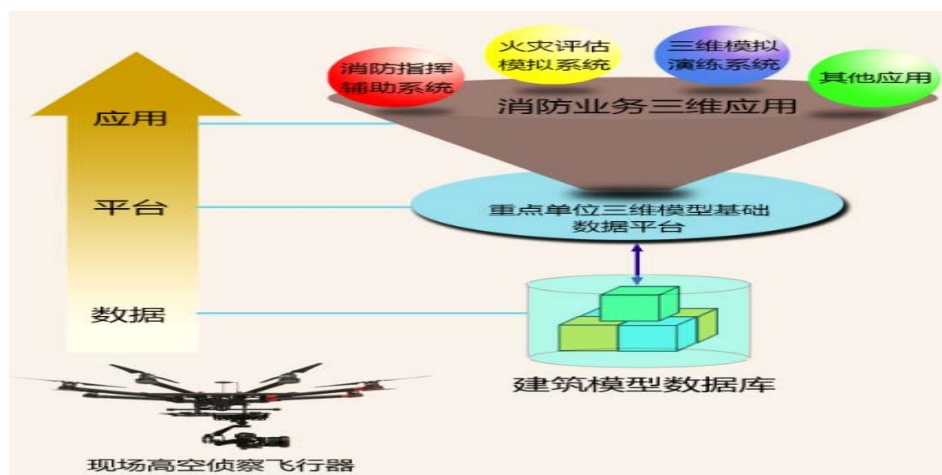 消防指挥
辅助系统
火灾评估
模拟系统
三维模拟
演练系统
其他应用
消防业务三维应用
应用
平台
重点单位三维模型基础
数据平台
数据
建筑模型数据库
现场高空侦察飞行器